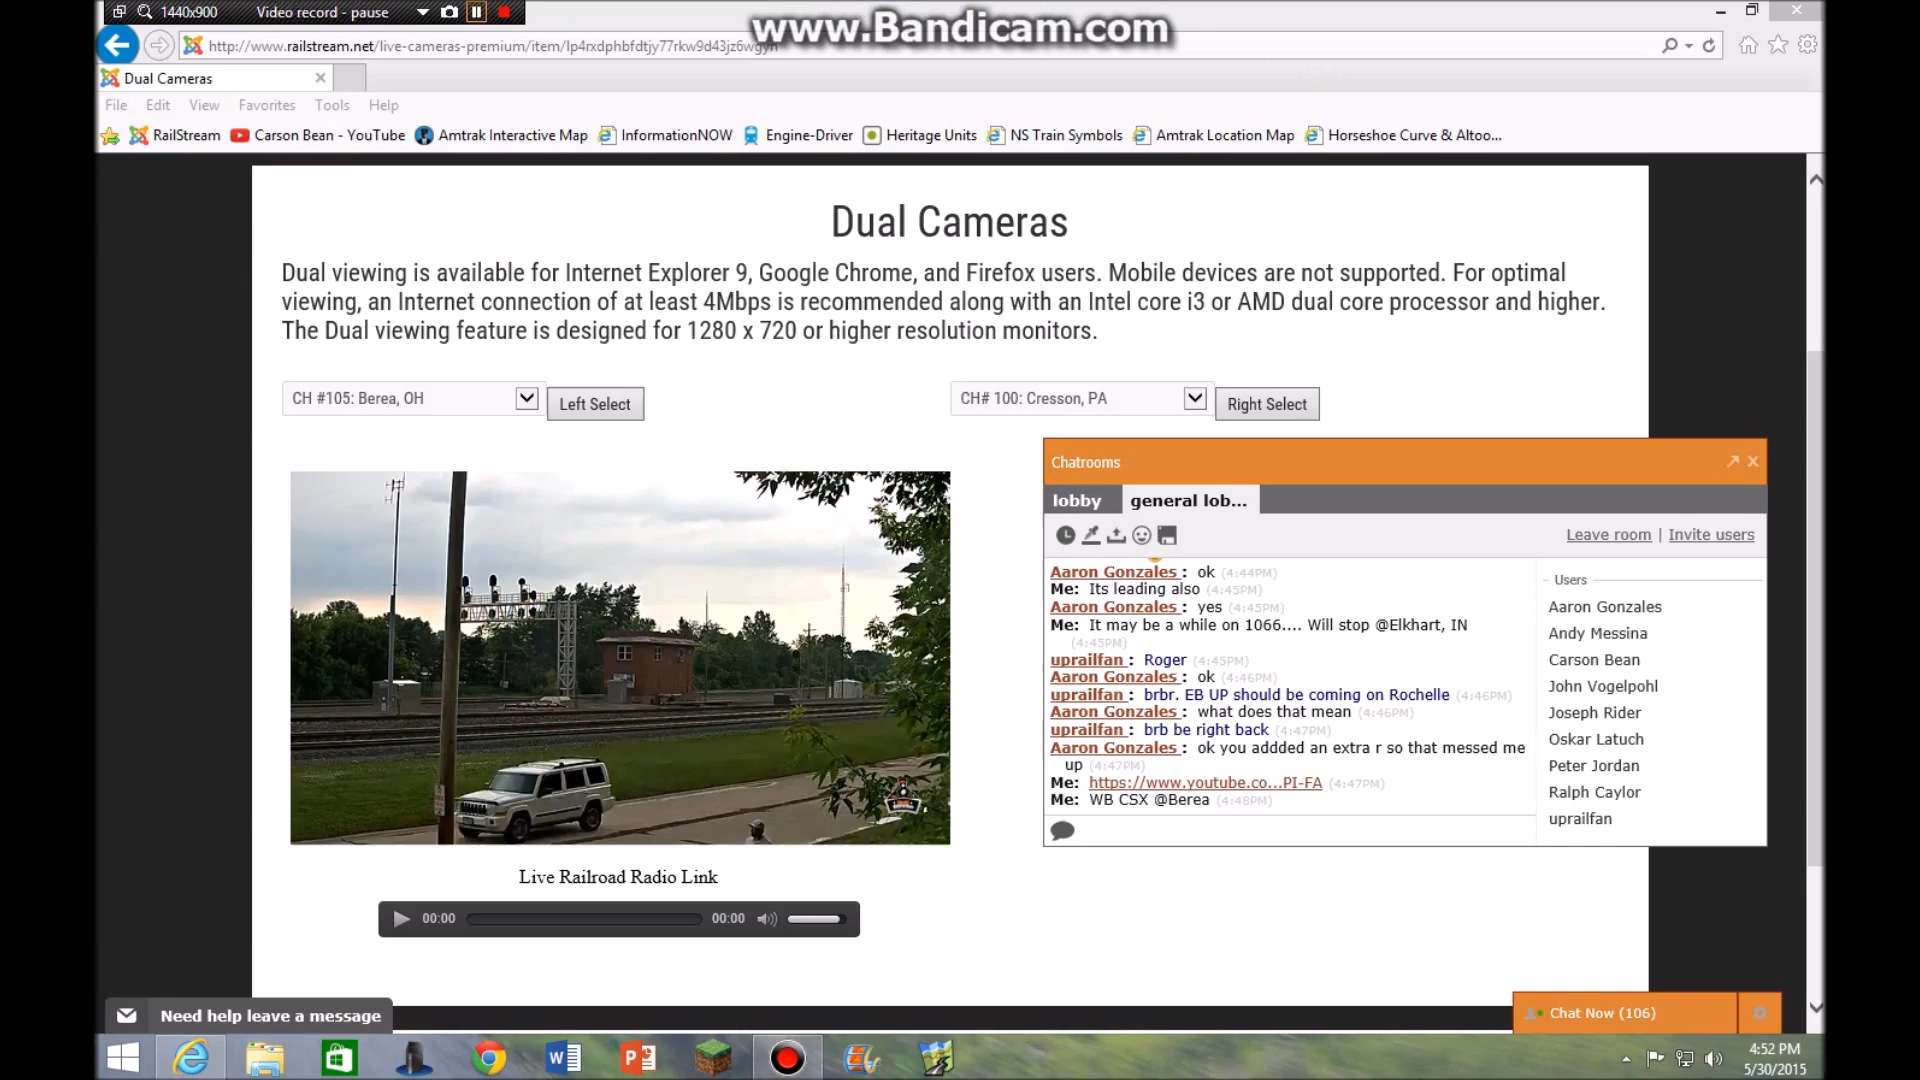 1440x900
Video record - pause
www.Bandicam.com
http://www.railstream.net/live-cameras-premium/item/lp4rxdphbfdtjy77rkw9d43jz6wgyn
Dual Cameras
File Edit View Favorites Tools Help
RailStream Carson Bean - YouTube Amtrak Interactive Map InformationNOW Engine-Driver Heritage Units NS Train Symbols Amtrak Location Map Horseshoe Curve & Altoo...
Dual Cameras
Dual viewing is available for Internet Explorer 9, Google Chrome, and Firefox users. Mobile devices are not supported. For optimal
viewing, an Internet connection of at least 4Mbps is recommended along with an Intel core i3 or AMD dual core processor and higher.
The Dual viewing feature is designed for 1280 x 720 or higher resolution monitors.
CH #105: Berea, OH Left Select
CH# 100: Cresson, PA Right Select
Chatrooms
lobby general lob...
Leave room | Invite users
Aaron Gonzales : ok (4:44PM)
Me: Its leading also (4:45PM)
Aaron Gonzales : yes (4:45PM)
Me: It may be a while on 1066.... Will stop @Elkhart, IN
(4:45PM)
uprailfan : Roger (4:45PM)
Aaron Gonzales : ok (4:46PM)
uprailfan : brbr. EB UP should be coming on Rochelle (4:46PM)
Aaron Gonzales : what does that mean (4:46PM)
uprailfan : brb be right back (4:47PM)
Aaron Gonzales : ok you addded an extra r so that messed me
up (4:47PM)
Me: https://www.youtube.co...PI-FA (4:47PM)
Me: WB CSX @Berea (4:48PM)
Users
Aaron Gonzales
Andy Messina
Carson Bean
John Vogelpohl
Joseph Rider
Oskar Latuch
Peter Jordan
Ralph Caylor
uprailfan
Live Railroad Radio Link
00:00 00:00
Need help leave a message
Chat Now (106)
4:52 PM
5/30/2015